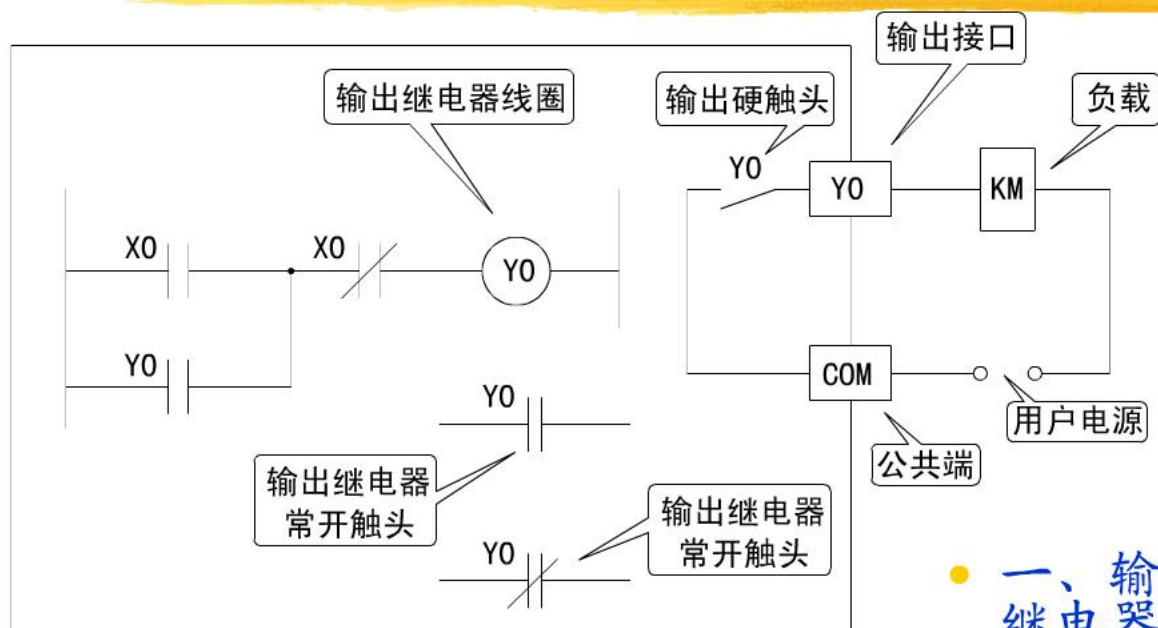 输出接口
输出继电器线圈
输出硬触头
负载
Y0
Y0
KM
X0
X0
Y0
Y0
COM
Y0
用户电源
公共端
输出继电器
常开触头
输出继电器
常开触头
Y0
一、输
继电器